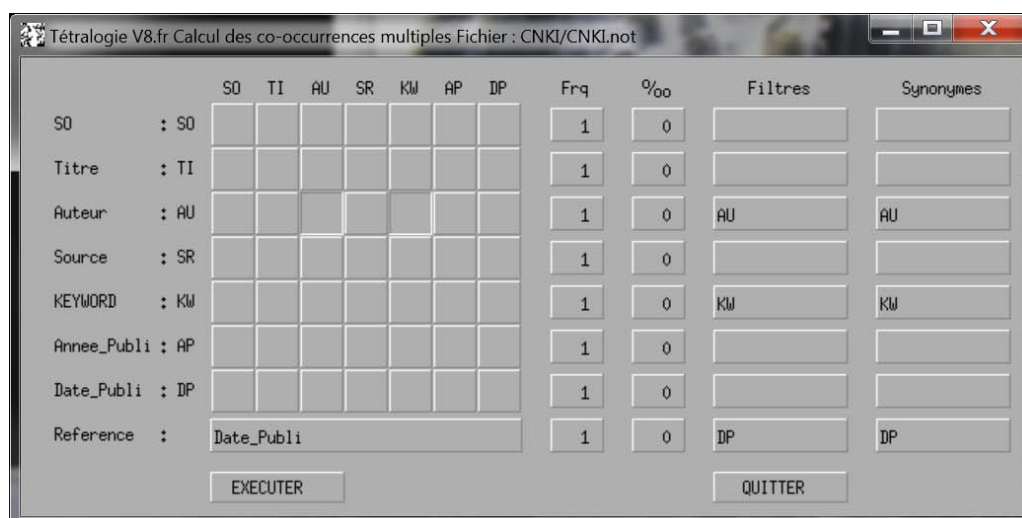 Tétralogie V8.fr Calcul des co-occurrences multiples Fichier : CNKI/CNKI.not
SO TI AU SR KW AP DP Frq ‰ Filtres Synonymes
SO : SO 1 0
Titre : TI 1 0
Auteur : AU 1 0 AU AU
Source : SR 1 0
KEYWORD : KW 1 0 KW KW
Annee_Publi : AP 1 0
Date_Publi : DP 1 0
Reference : Date_Publi 1 0 DP DP
EXECUTER QUITTER